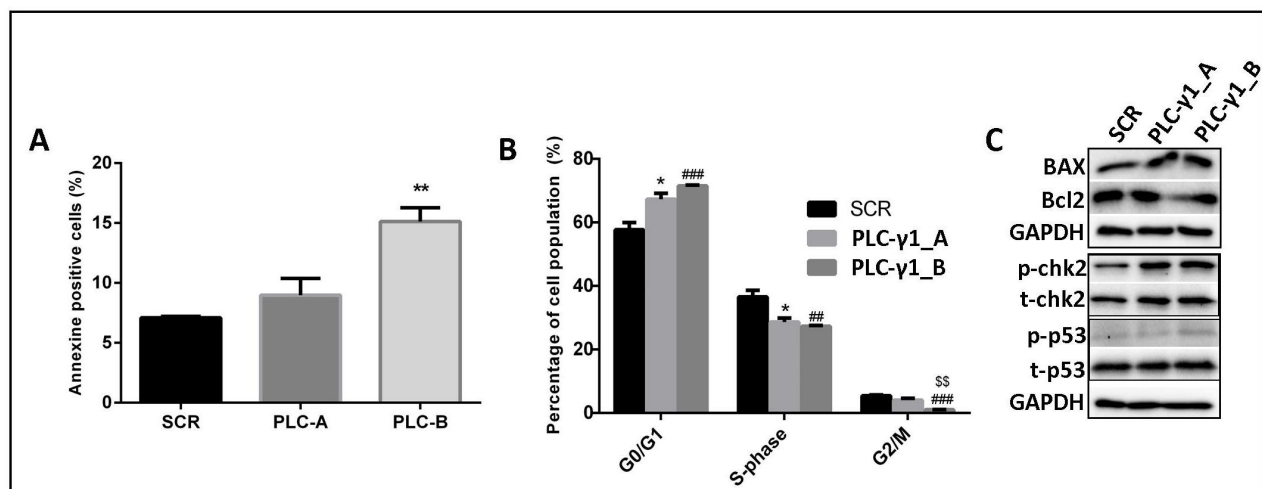 A
Annexine positive cells (%)
20
15
10
5
0
**
SCR
PLC-A
PLC-B
B
Percentage of cell population (%)
80
60
40
20
0
*
###
*
##
$$
###
SCR
PLC-γ1_A
PLC-γ1_B
G0/G1
S-phase
G2/M
C
SCR
PLC-γ1_A
PLC-γ1_B
BAX
Bcl2
GAPDH
p-chk2
t-chk2
p-p53
t-p53
GAPDH